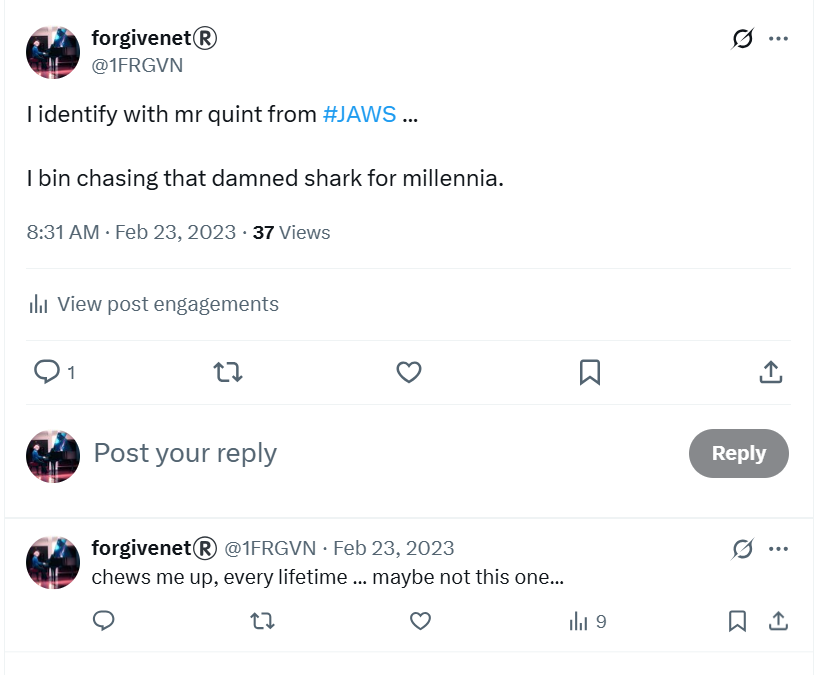 forgivenet®
@1FRGVN
I identify with mr quint from #JAWS ...
I bin chasing that damned shark for millennia.
8:31 AM · Feb 23, 2023 · 37 Views
View post engagements
1
Post your reply
Reply
forgivenet® @1FRGVN · Feb 23, 2023
chews me up, every lifetime ... maybe not this one...
9